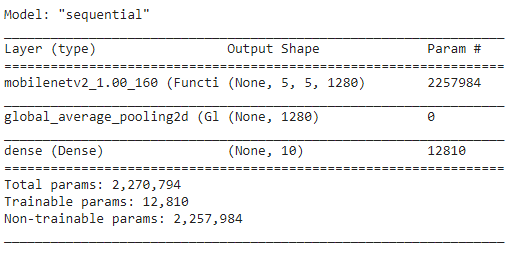 Model: "sequential"
_________________________________________________________________
Layer (type)                 Output Shape              Param #
=================================================================
mobilenetv2_1.00_160 (Functi (None, 5, 5, 1280)        2257984
_________________________________________________________________
global_average_pooling2d (Gl (None, 1280)              0
_________________________________________________________________
dense (Dense)                (None, 10)                12810
=================================================================
Total params: 2,270,794
Trainable params: 12,810
Non-trainable params: 2,257,984
_________________________________________________________________